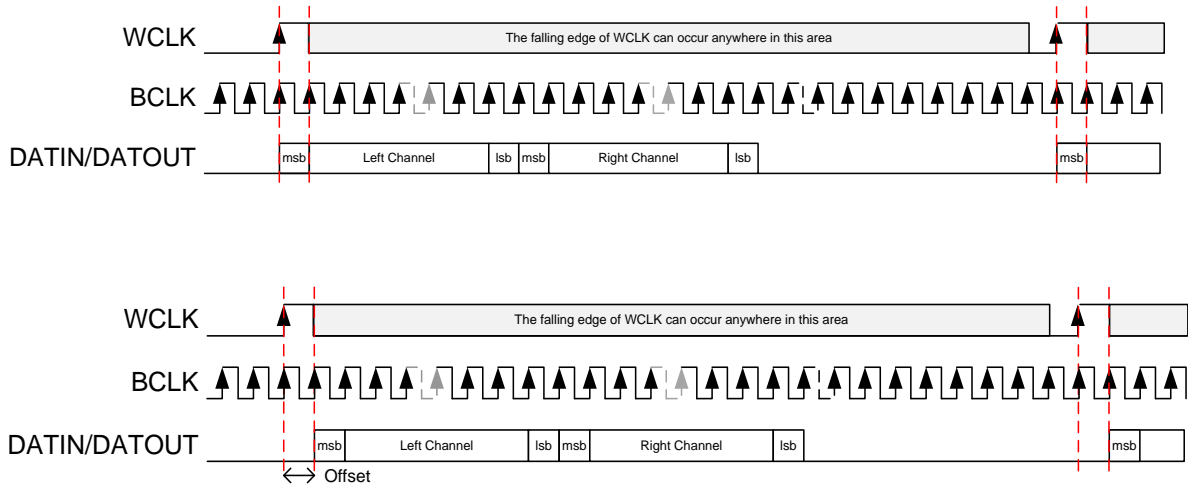 WCLK
The falling edge of WCLK can occur anywhere in this area
BCLK
DATIN/DATOUT
msb
Left Channel
lsb
msb
Right Channel
lsb
msb
WCLK
The falling edge of WCLK can occur anywhere in this area
BCLK
DATIN/DATOUT
msb
Left Channel
lsb
msb
Right Channel
lsb
msb
Offset